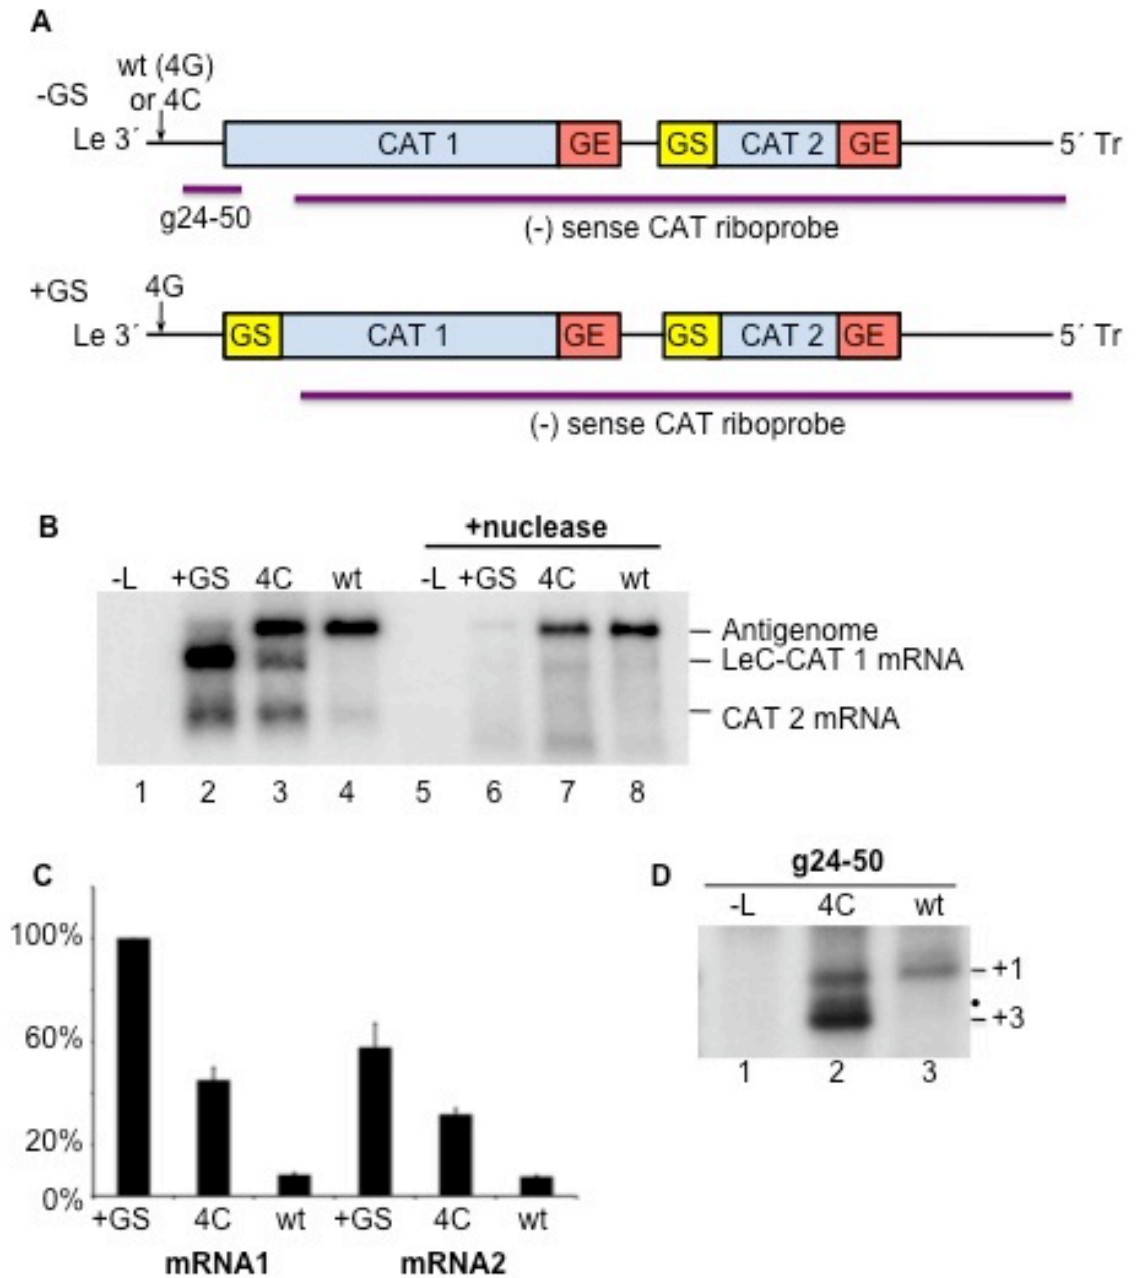 A
wt (4G)
or 4C
-GS
Le 3´
CAT 1
GE
GS
CAT 2
GE
5´ Tr
g24-50
(-) sense CAT riboprobe
+GS
4G
Le 3´
GS
CAT 1
GE
GS
CAT 2
GE
5´ Tr
(-) sense CAT riboprobe
B
+nuclease
-L +GS 4C wt -L +GS 4C wt
Antigenome
LeC-CAT 1 mRNA
CAT 2 mRNA
1 2 3 4 5 6 7 8
C
100%
60%
20%
0%
+GS 4C wt +GS 4C wt
mRNA1 mRNA2
D
g24-50
-L 4C wt
+1
+3
1 2 3